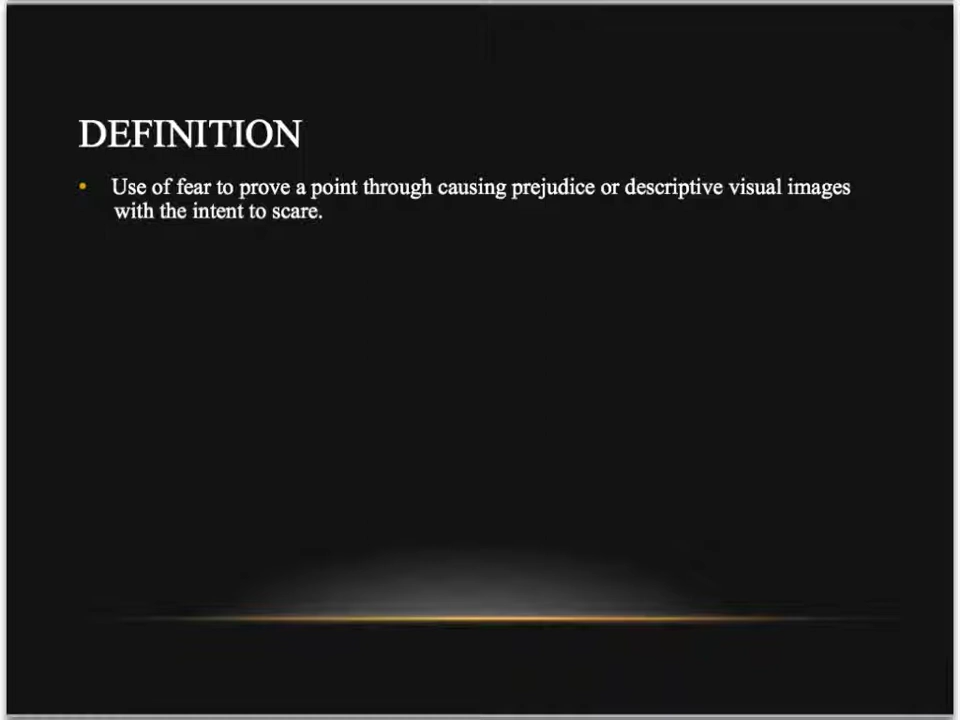 DEFINITION
• Use of fear to prove a point through causing prejudice or descriptive visual images
with the intent to scare.